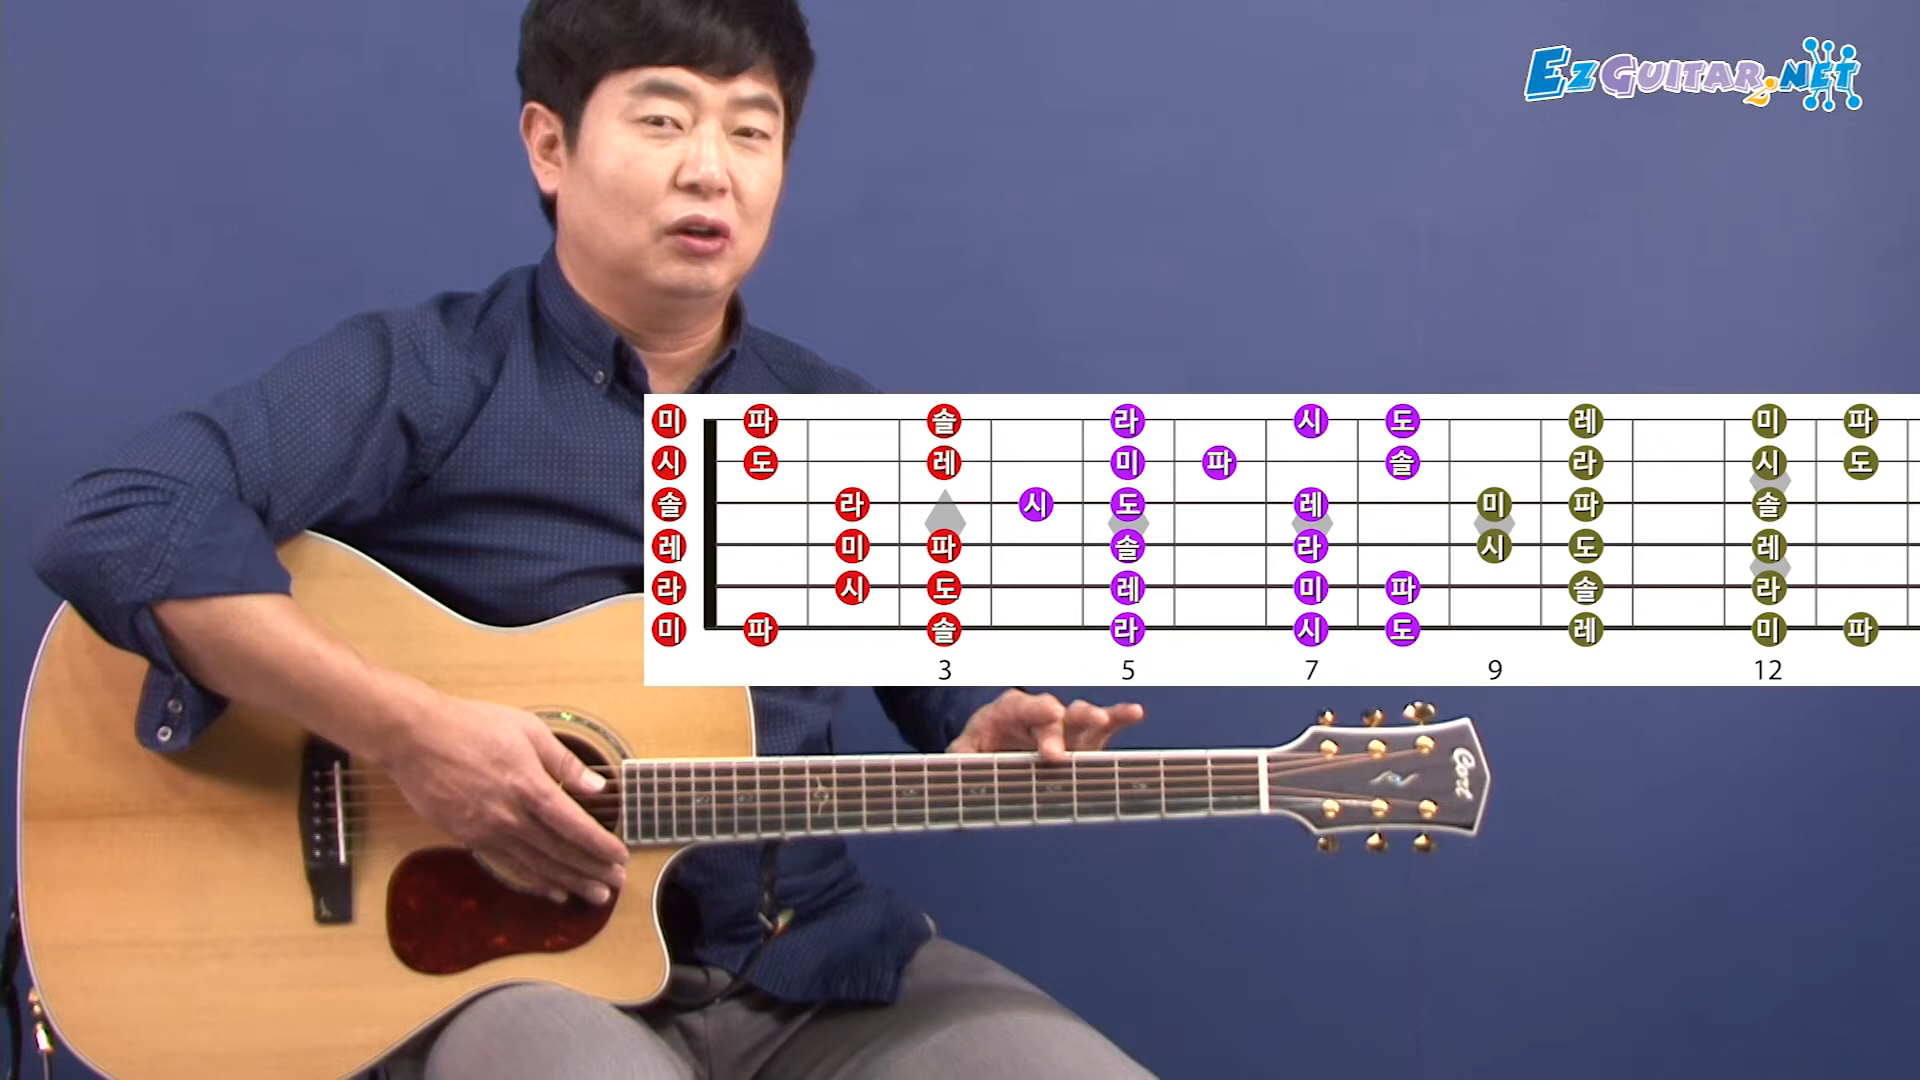 EzGuitar.net
미 파 솔 라 시 도 레 미 파
시 도 레 미 파 솔 라 시 도
솔 라 시 도 레 미 파 솔
레 미 파 솔 라 시 도 레
라 시 도 레 미 파 솔 라
미 파 솔 라 시 도 레 미 파
3 5 7 9 12
Cort